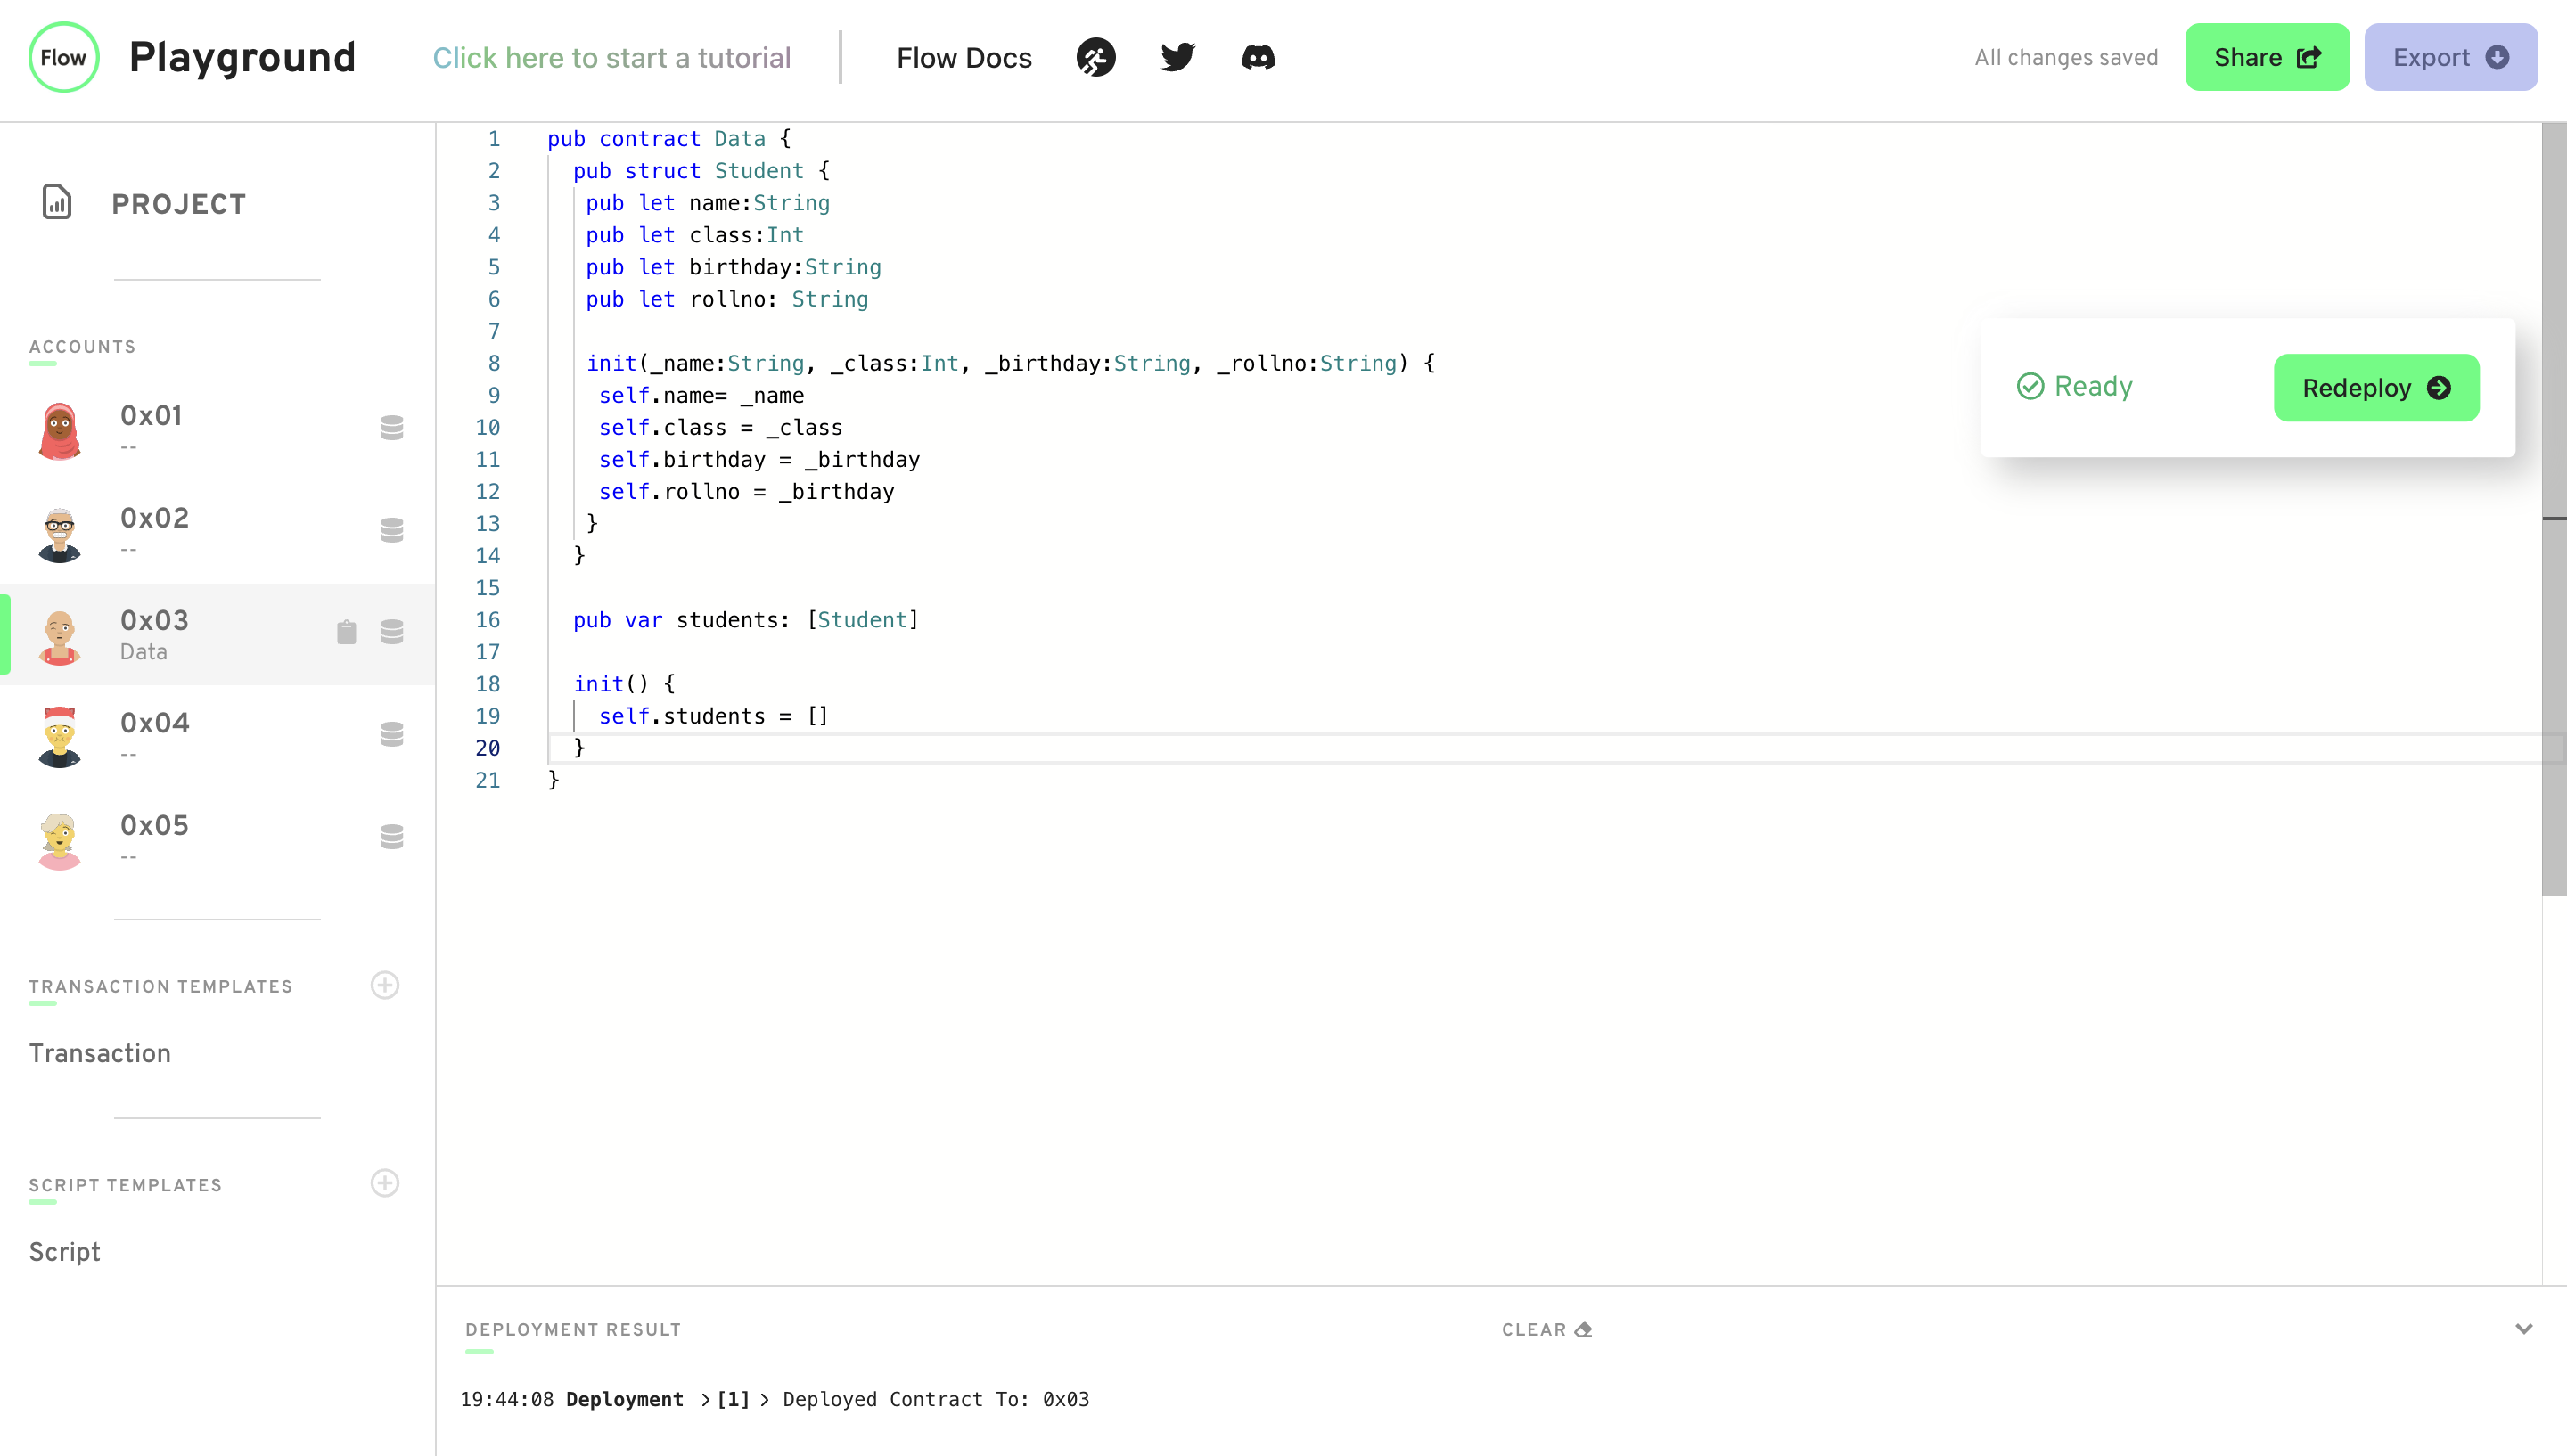 Flow Playground Click here to start a tutorial Flow Docs All changes saved Share Export
PROJECT
ACCOUNTS
0x01
--
0x02
--
0x03
Data
0x04
--
0x05
--
TRANSACTION TEMPLATES
Transaction
SCRIPT TEMPLATES
Script
1 pub contract Data {
2 pub struct Student {
3 pub let name:String
4 pub let class:Int
5 pub let birthday:String
6 pub let rollno: String
7
8 init(_name:String, _class:Int, _birthday:String, _rollno:String) {
9 self.name= _name
10 self.class = _class
11 self.birthday = _birthday
12 self.rollno = _birthday
13 }
14 }
15
16 pub var students: [Student]
17
18 init() {
19 self.students = []
20 }
21 }
Ready Redeploy
DEPLOYMENT RESULT CLEAR
19:44:08 Deployment > [1] > Deployed Contract To: 0x03